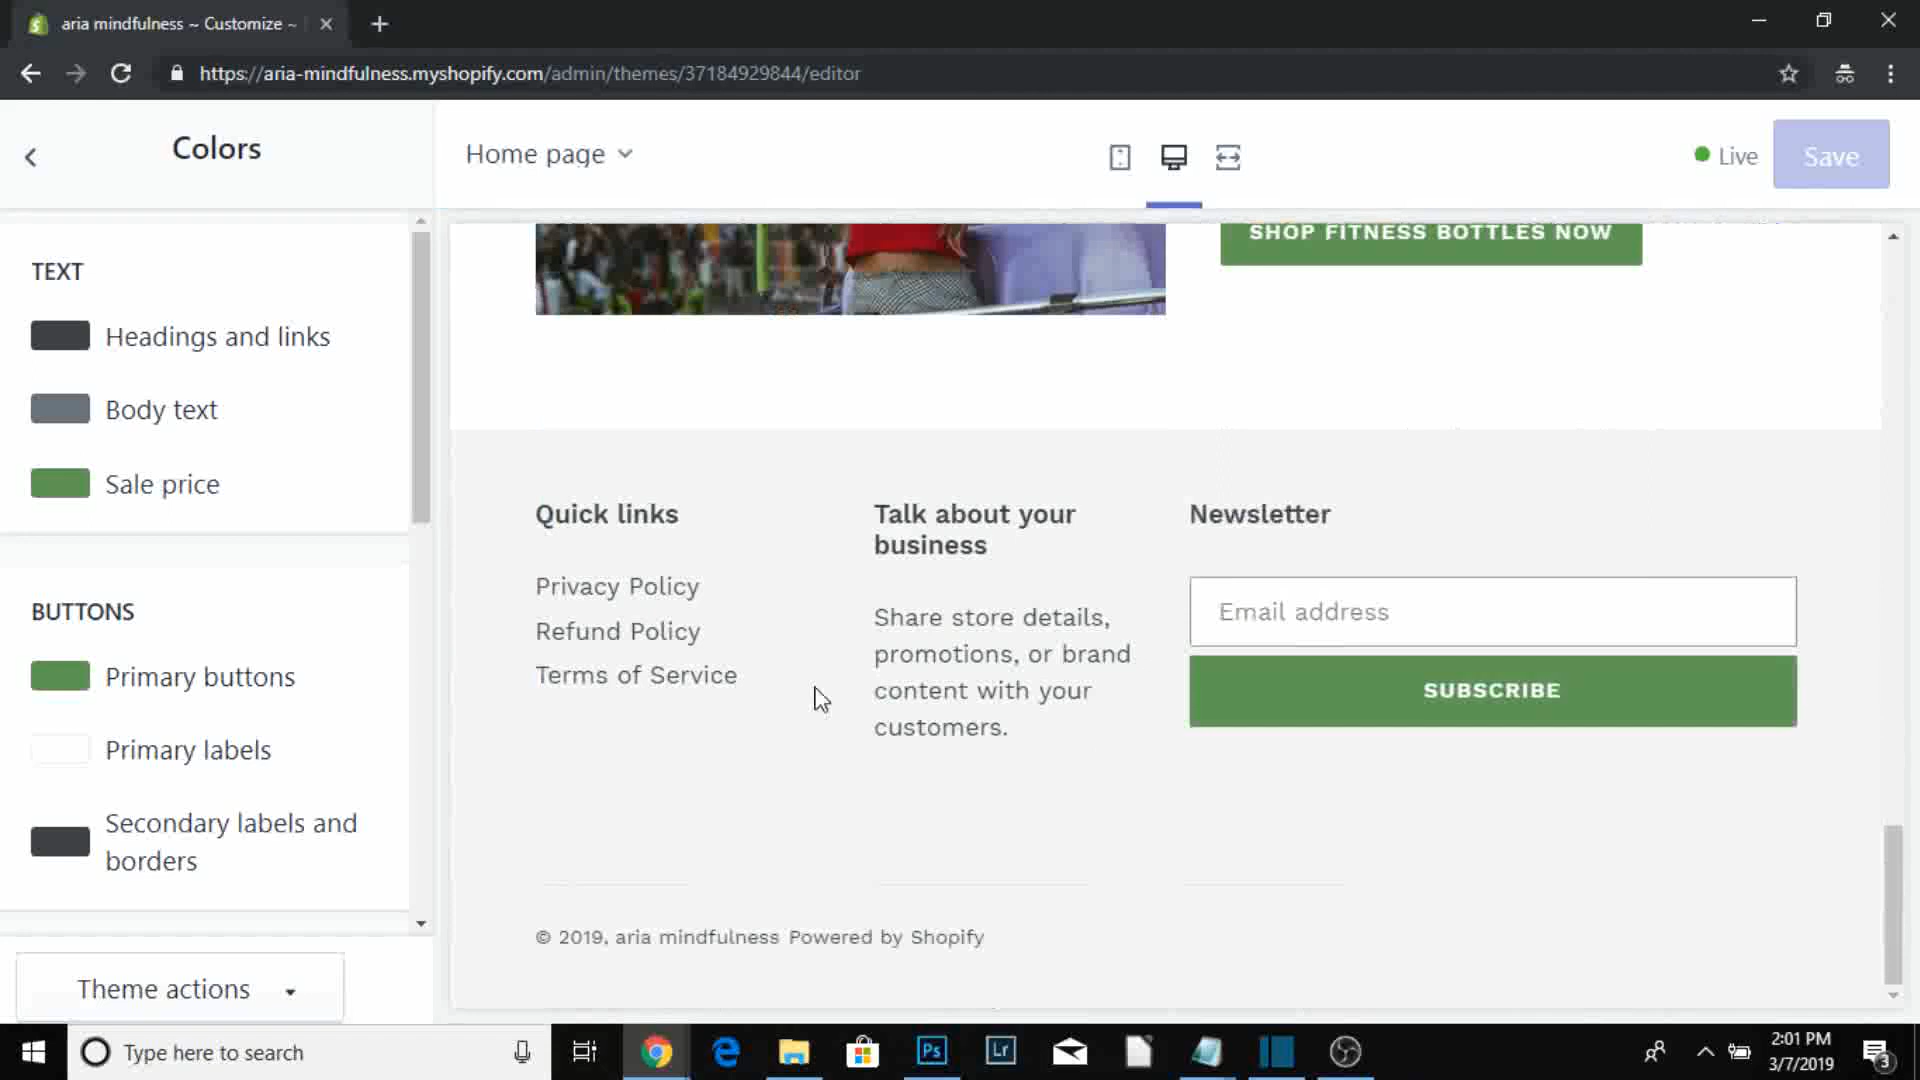 aria mindfulness ~ Customize ~
https://aria-mindfulness.myshopify.com/admin/themes/37184929844/editor
Colors
Home page
Live
Save
TEXT
Headings and links
Body text
Sale price
BUTTONS
Primary buttons
Primary labels
Secondary labels and
borders
Theme actions
SHOP FITNESS BOTTLES NOW
Quick links
Privacy Policy
Refund Policy
Terms of Service
Talk about your
business
Share store details,
promotions, or brand
content with your
customers.
Newsletter
Email address
SUBSCRIBE
© 2019, aria mindfulness Powered by Shopify
Type here to search
Ps
Lr
2:01 PM
3/7/2019
3